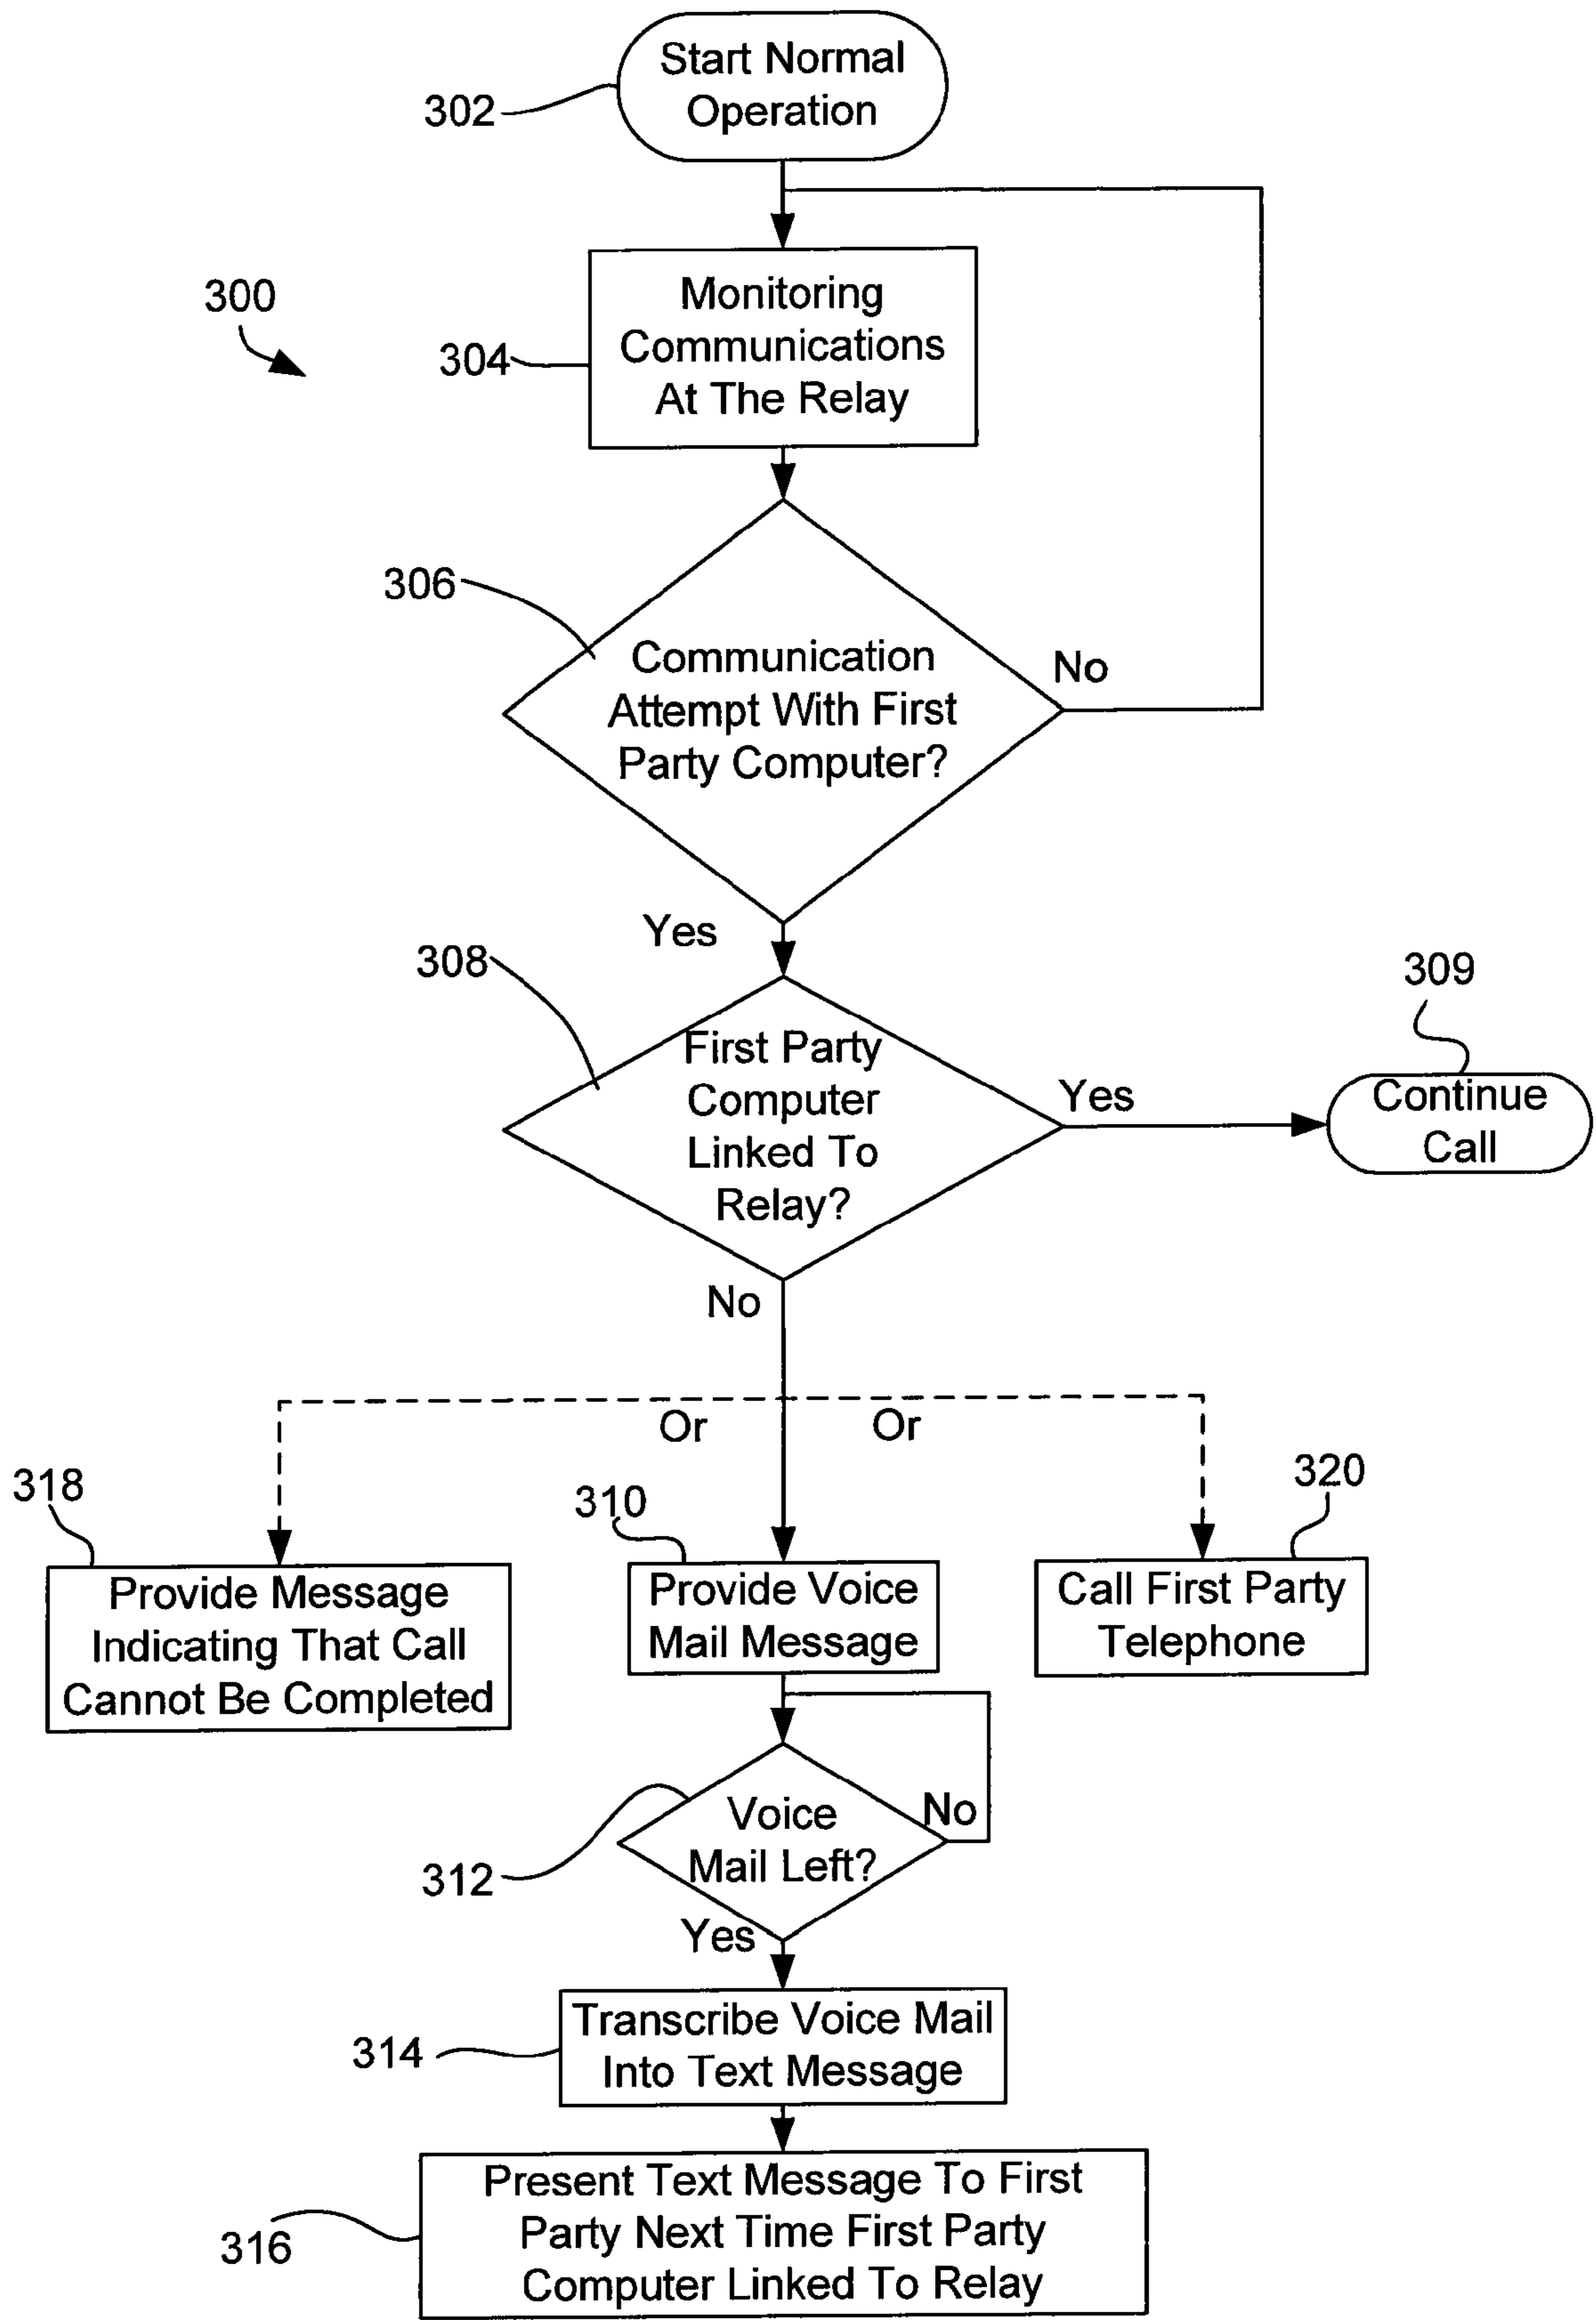 Start Normal
Operation
302
300
Monitoring
Communications
At The Relay
304
306
Communication
Attempt With First
Party Computer?
No
Yes
308
First Party
Computer
Linked To
Relay?
Yes
309
Continue
Call
No
Or
Or
318
Provide Message
Indicating That Call
Cannot Be Completed
310
Provide Voice
Mail Message
320
Call First Party
Telephone
312
Voice
Mail Left?
No
Yes
314
Transcribe Voice Mail
Into Text Message
316
Present Text Message To First
Party Next Time First Party
Computer Linked To Relay